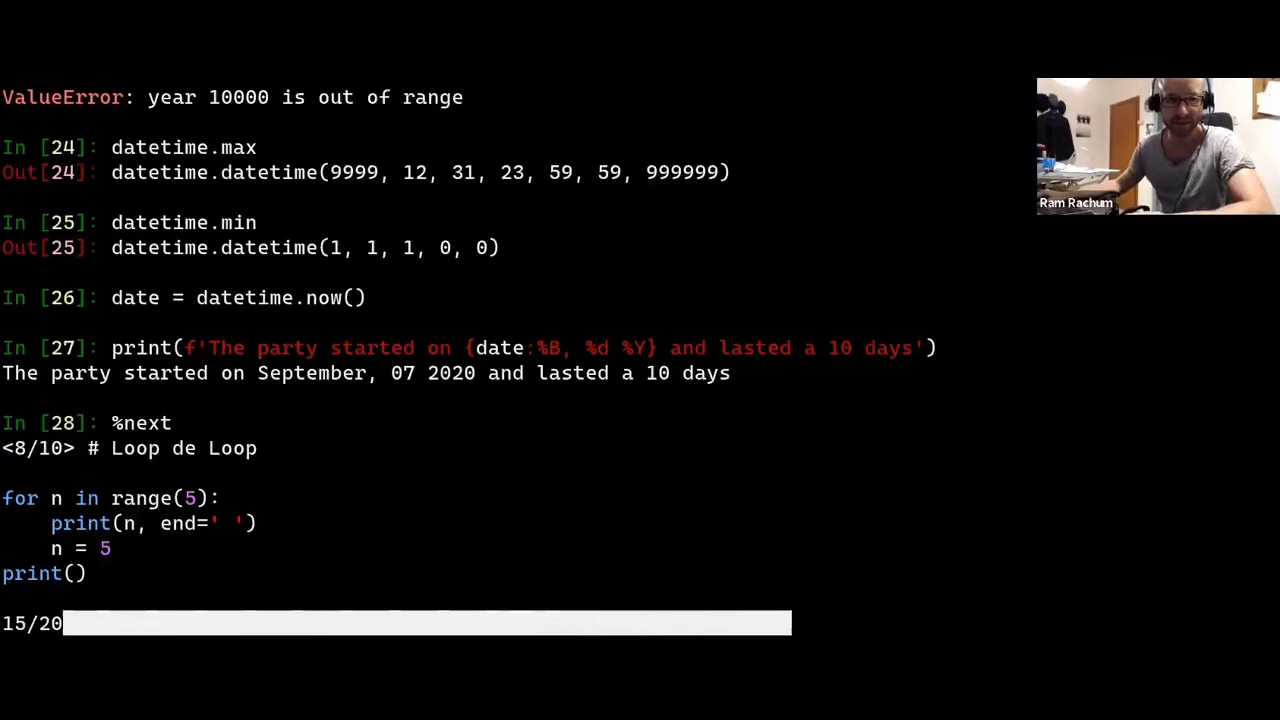 ValueError: year 10000 is out of range
In [24]: datetime.max
Out[24]: datetime.datetime(9999, 12, 31, 23, 59, 59, 999999)
In [25]: datetime.min
Out[25]: datetime.datetime(1, 1, 1, 0, 0)
In [26]: date = datetime.now()
In [27]: print(f'The party started on {date:%B, %d %Y} and lasted a 10 days')
The party started on September, 07 2020 and lasted a 10 days
In [28]: %next
<8/10> # Loop de Loop
for n in range(5):
    print(n, end=' ')
    n = 5
print()
15/20
Ram Rachum